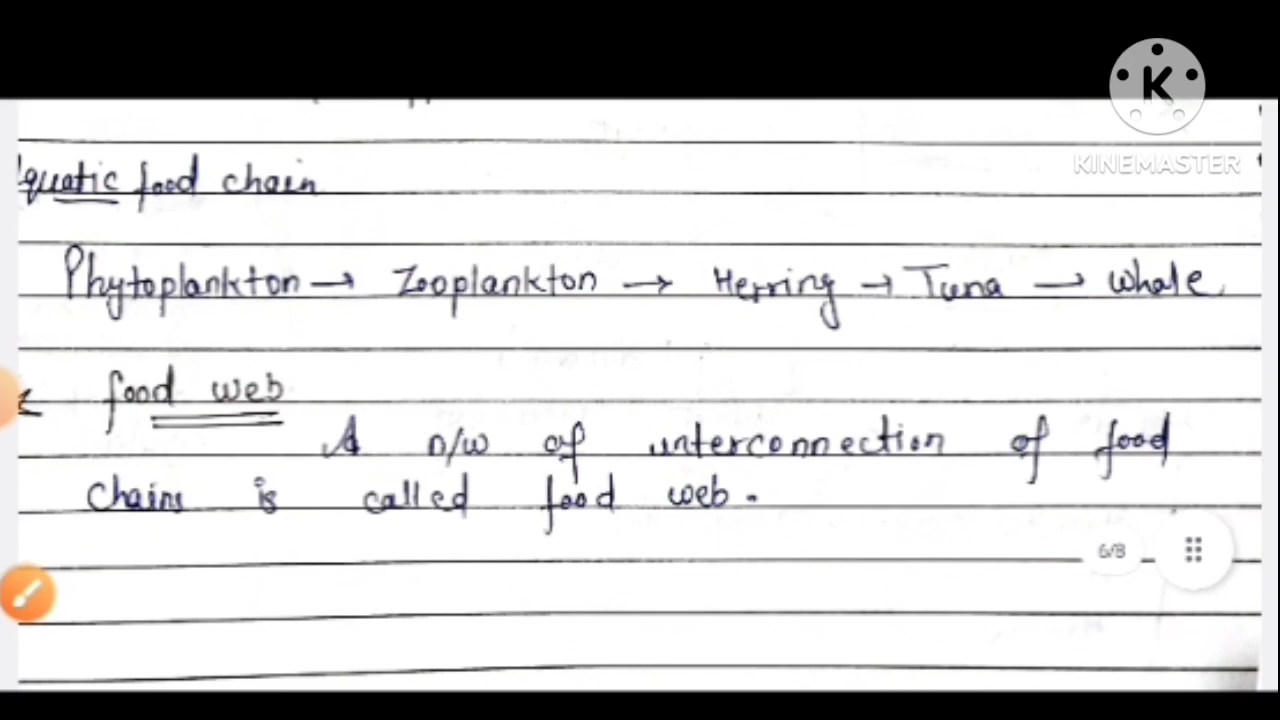 K
KINEMASTER
quatic food chain
Phytoplankton → Zooplankton → Herring → Tuna → Whale
food web
A n/w of interconnection of food
chains is called food web.
6/8